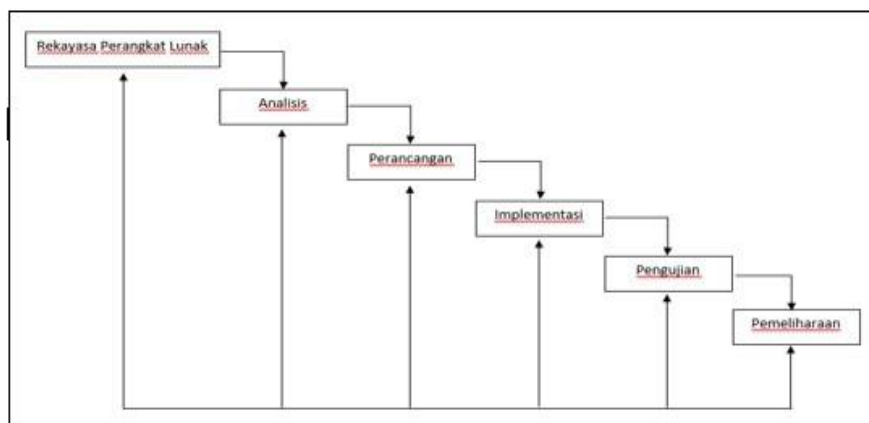 Rekayasa Perangkat Lunak
Analisis
Perancangan
Implementasi
Pengujian
Pemeliharaan